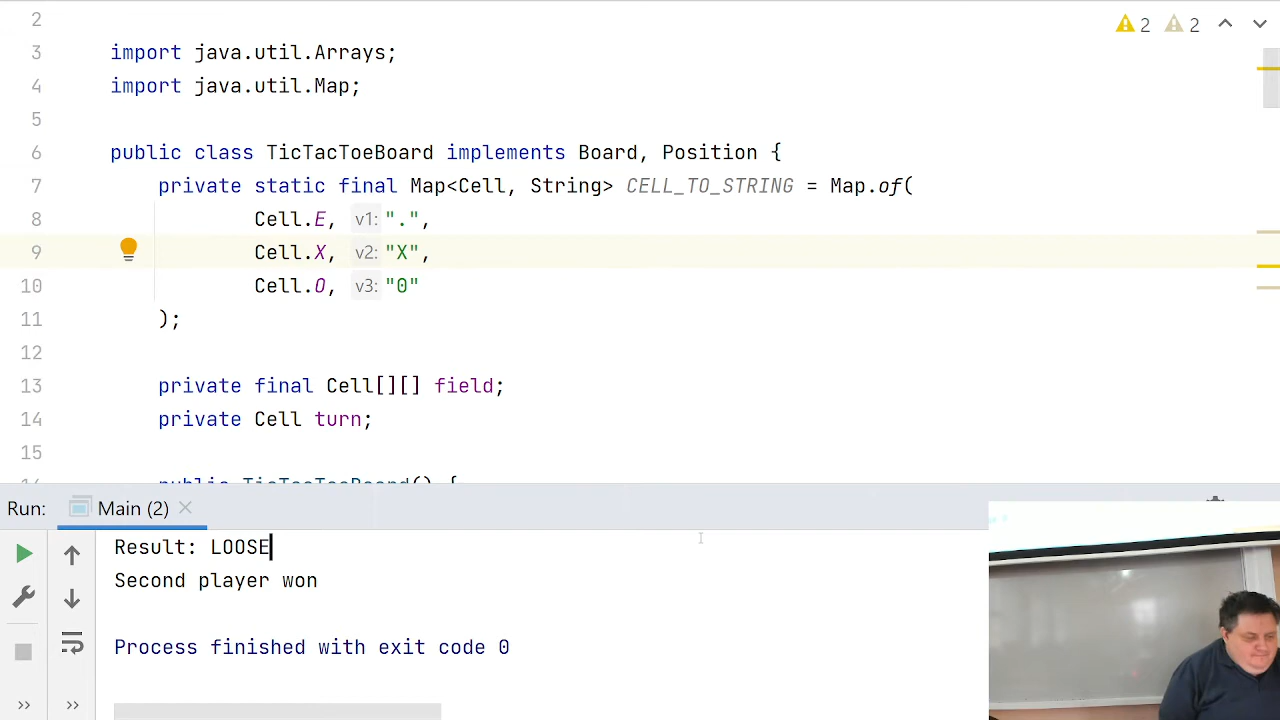 2
2
2
3 import java.util.Arrays;
4 import java.util.Map;
5
6 public class TicTacToeBoard implements Board, Position {
7 private static final Map<Cell, String> CELL_TO_STRING = Map.of(
8 Cell.E, v1: ".",
9 Cell.X, v2: "X",
10 Cell.O, v3: "0"
11 );
12
13 private final Cell[][] field;
14 private Cell turn;
15
public TicTacToeBoard() {
Run: Main (2)
Result: LOOSE
Second player won
Process finished with exit code 0